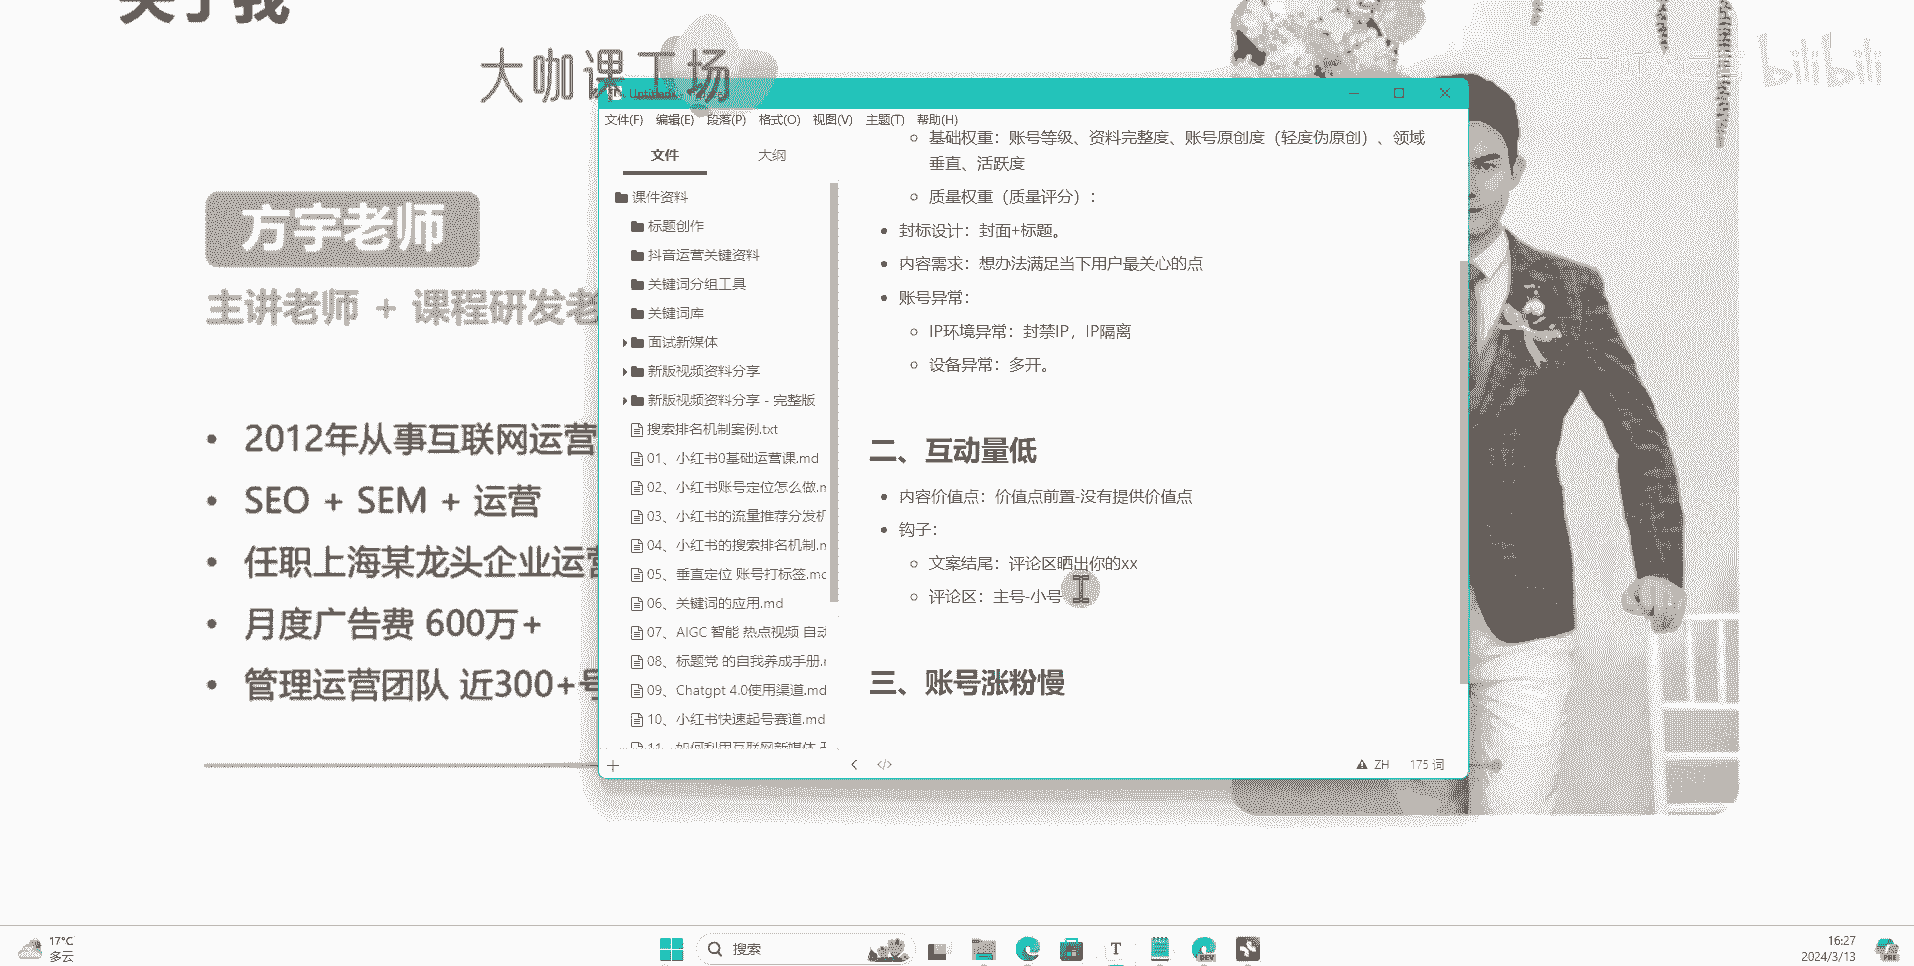 关于我
大咖课工场
bilibili
方宇老师
主讲老师 + 课程研发老
• 2012年从事互联网运营
• SEO + SEM + 运营
• 任职上海某龙头企业运营
• 月度广告费 600万+
• 管理运营团队 近300+号
文件(F) 编辑(E) 段落(P) 格式(O) 视图(V) 主题(T) 帮助(H)
文件 大纲
课件资料
标题创作
抖音运营关键资料
关键词分组工具
关键词库
面试新媒体
新版视频资料分享
新版视频资料分享 - 完整版
搜索排名机制案例.txt
01、小红书0基础运营课.md
02、小红书账号定位怎么做.m
03、小红书的流量推荐分发机
04、小红书的搜索排名机制.m
05、垂直定位 账号打标签.md
06、关键词的应用.md
07、AIGC 智能 热点视频 自动
08、标题党 的自我养成手册.m
09、Chatgpt 4.0使用渠道.md
10、小红书快速起号赛道.md
11、如何利用互联网新媒体
基础权重：账号等级、资料完整度、账号原创度（轻度伪原创）、领域
垂直、活跃度
质量权重（质量评分）：
• 封标设计：封面+标题。
• 内容需求：想办法满足当下用户最关心的点
• 账号异常：
IP环境异常：封禁IP，IP隔离
设备异常：多开。
二、互动量低
• 内容价值点：价值点前置-没有提供价值点
• 钩子：
文案结尾：评论区晒出你的xx
评论区：主号-小号
三、账号涨粉慢
ZH 175 词
17°C
多云
搜索
16:27
2024/3/13